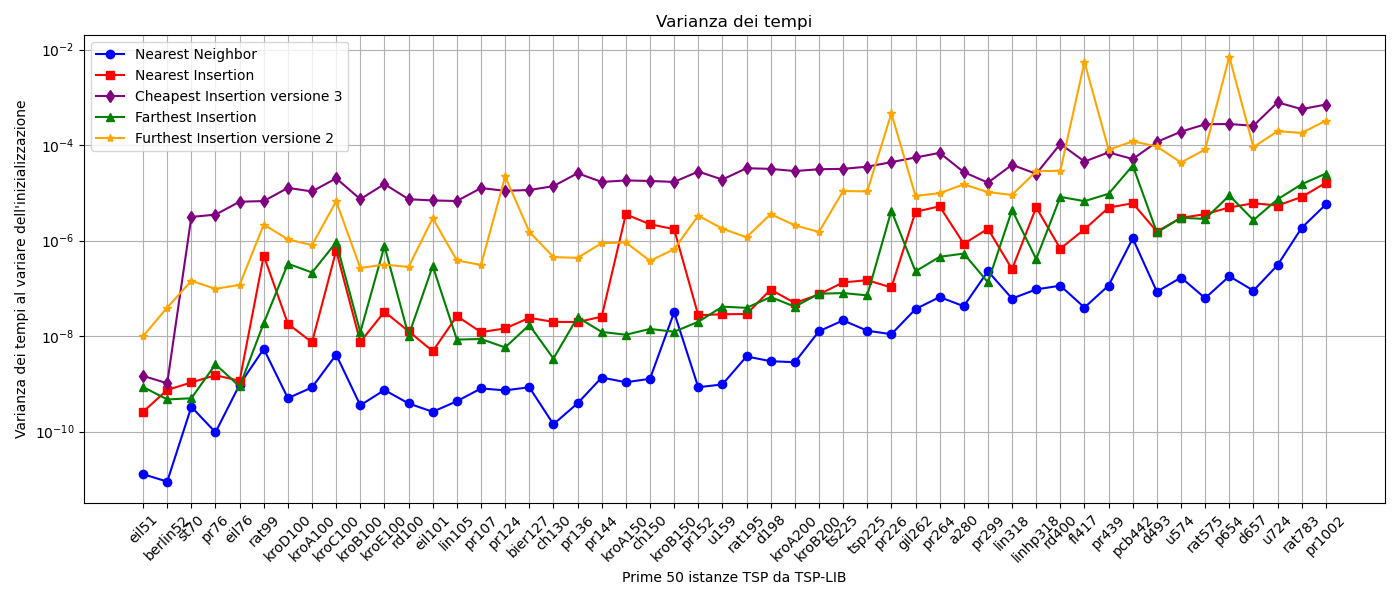 Varianza dei tempi
Varianza dei tempi al variare dell'inizializzazione
10⁻²
10⁻⁴
10⁻⁶
10⁻⁸
10⁻¹⁰
Nearest Neighbor
Nearest Insertion
Cheapest Insertion versione 3
Farthest Insertion
Furthest Insertion versione 2
eil51
berlin52
st70
pr76
eil76
rat99
kroD100
kroA100
kroC100
kroB100
kroE100
rd100
eil101
lin105
pr107
pr124
bier127
ch130
pr136
pr144
kroA150
ch150
kroB150
pr152
u159
rat195
d198
kroA200
kroB200
ts225
tsp225
pr226
gil262
pr264
a280
pr299
lin318
linhp318
rd400
fl417
pr439
pcb442
d493
u574
rat575
p654
d657
u724
rat783
pr1002
Prime 50 istanze TSP da TSP-LIB